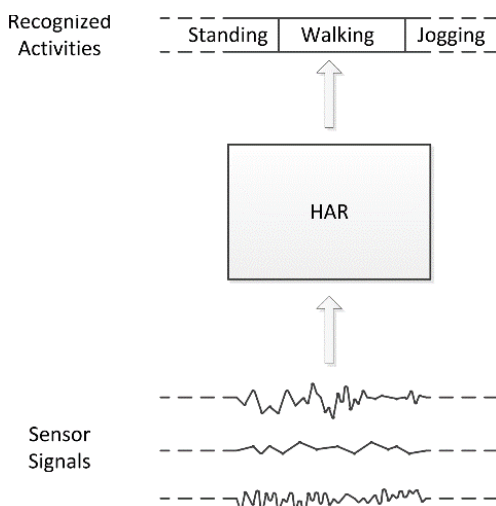 Recognized
Activities
Standing Walking Jogging
HAR
Sensor
Signals